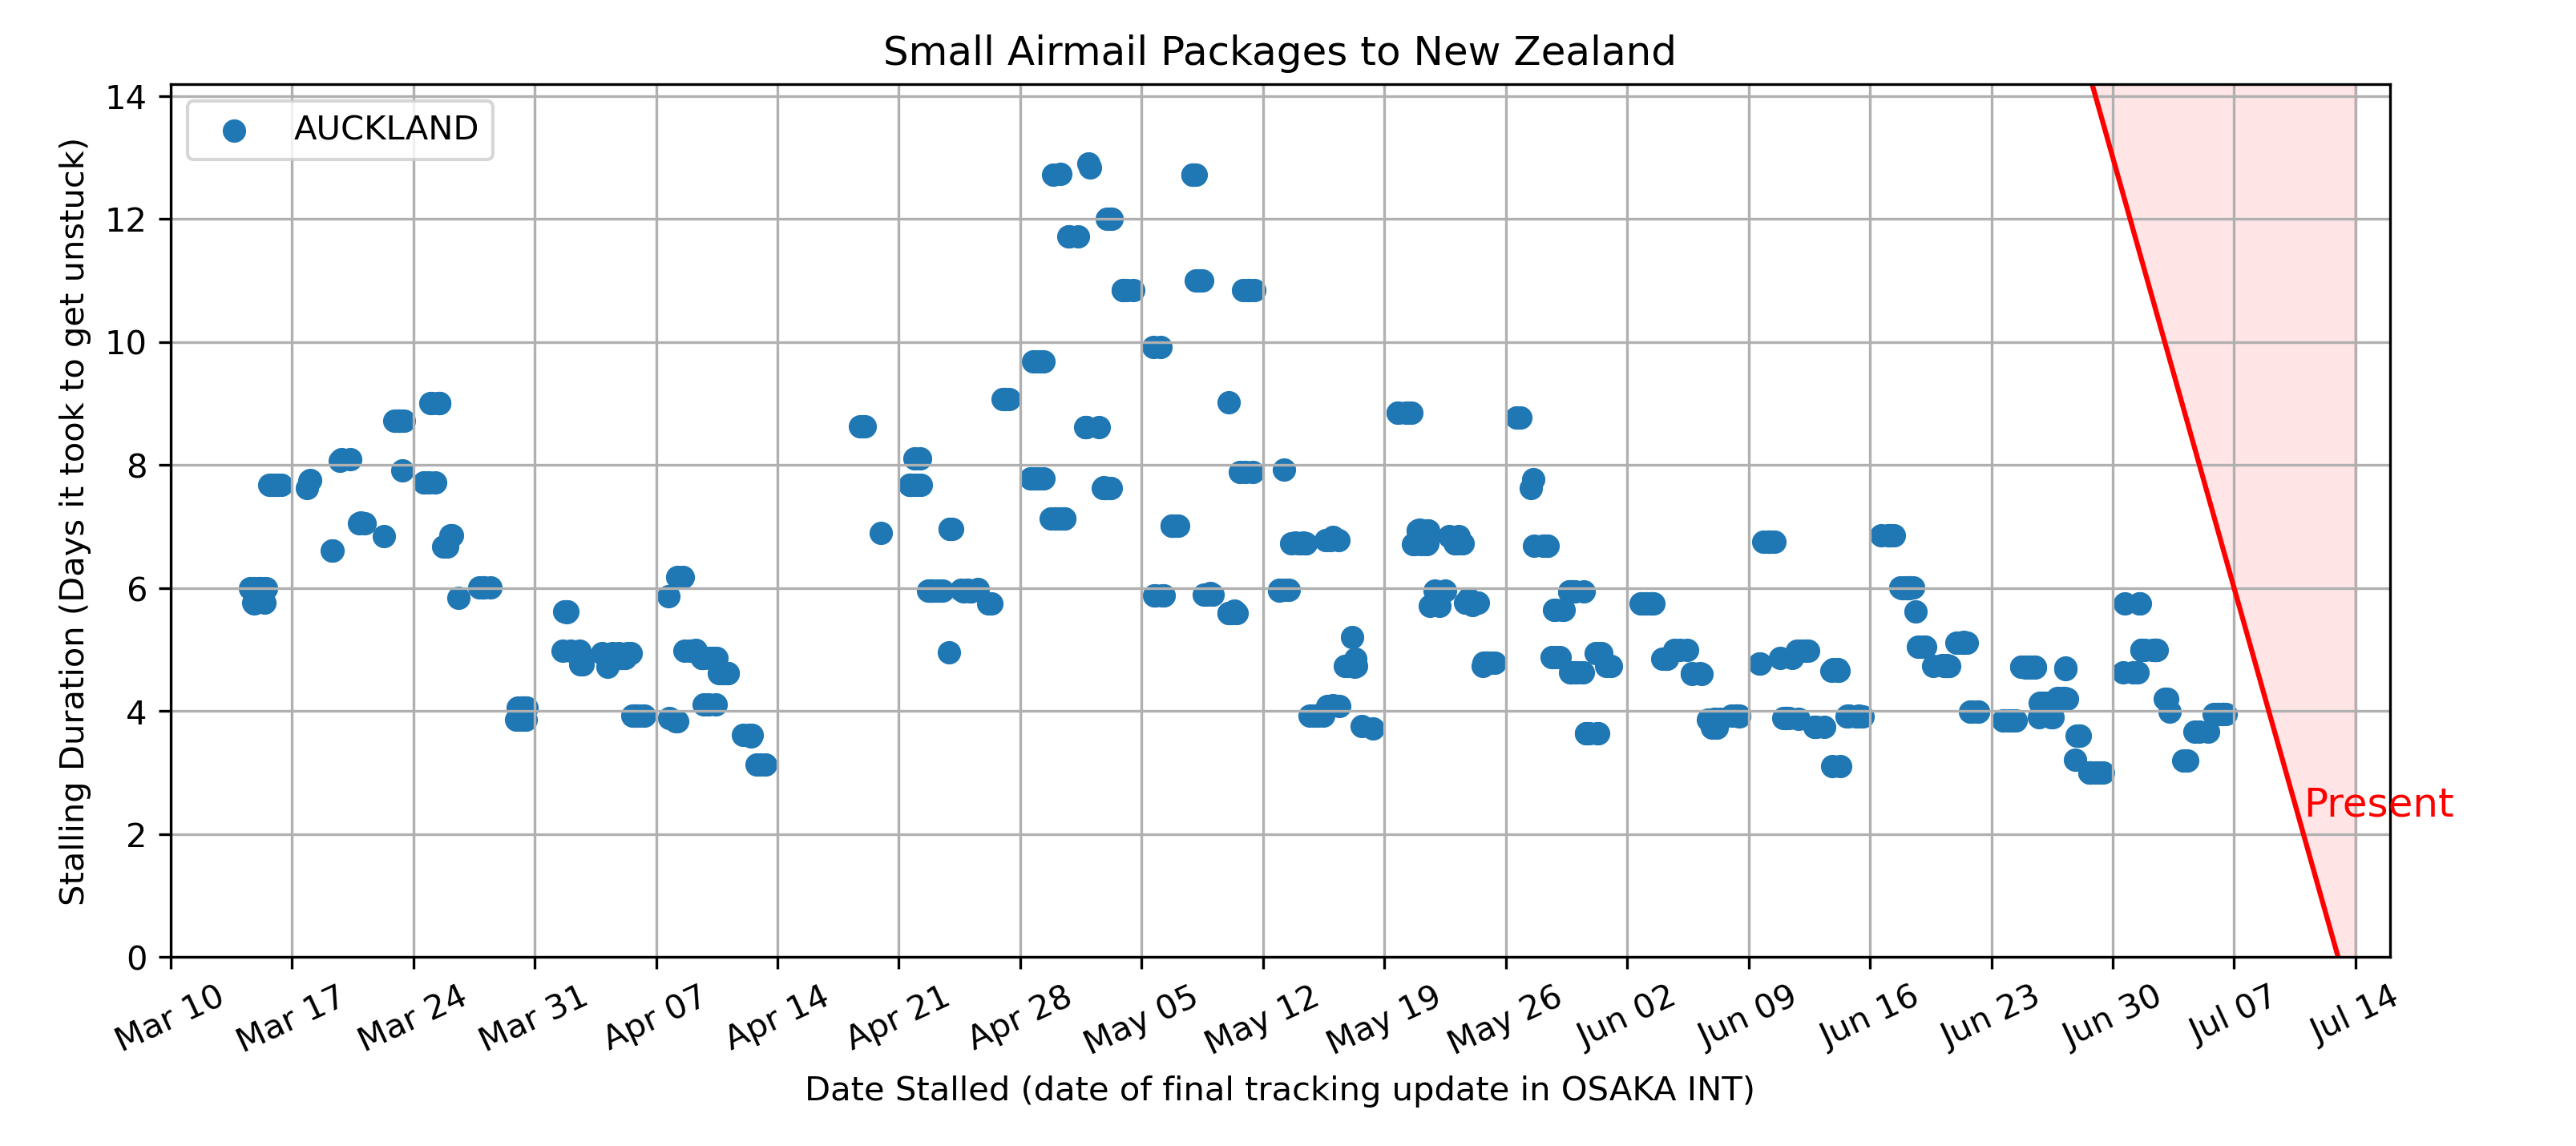 Small Airmail Packages to New Zealand
AUCKLAND
Stalling Duration (Days it took to get unstuck)
14
12
10
8
6
4
2
0
Present
Mar 10
Mar 17
Mar 24
Mar 31
Apr 07
Apr 14
Apr 21
Apr 28
May 05
May 12
May 19
May 26
Jun 02
Jun 09
Jun 16
Jun 23
Jun 30
Jul 07
Jul 14
Date Stalled (date of final tracking update in OSAKA INT)